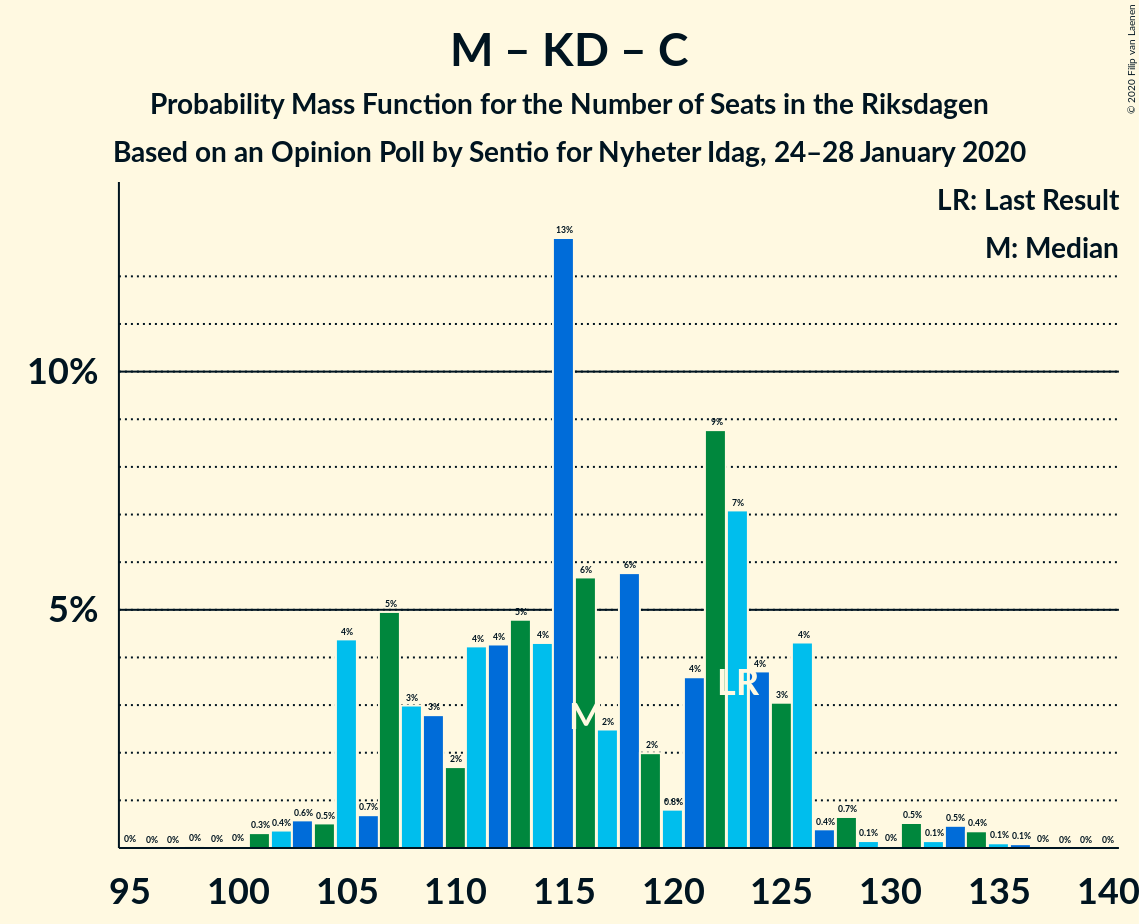 M – KD – C
Probability Mass Function for the Number of Seats in the Riksdagen
Based on an Opinion Poll by Sentio for Nyheter Idag, 24–28 January 2020
© 2020 Filip van Laenen
LR: Last Result
M: Median
10%
5%
0% 0% 0% 0% 0% 0% 0.3% 0.4% 0.6% 0.5% 4% 0.7% 5% 3% 3% 2% 4% 4% 5% 4% 13% 6% 2% 6% 2% 0.8% 4% 9% 7% 4% 3% 4% 0.4% 0.7% 0.1% 0% 0.5% 0.1% 0.5% 0.4% 0.1% 0.1% 0% 0% 0% 0%
LR
M
95 100 105 110 115 120 125 130 135 140